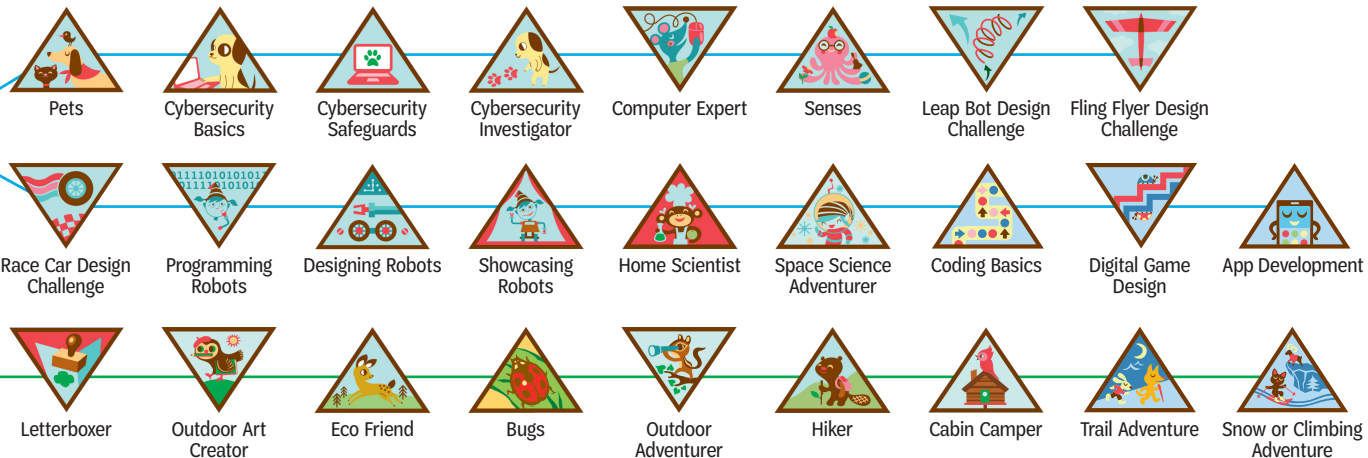 Pets
Cybersecurity
Basics
Cybersecurity
Safeguards
Cybersecurity
Investigator
Computer Expert
Senses
Leap Bot Design
Challenge
Fling Flyer Design
Challenge
Race Car Design
Challenge
Programming
Robots
Designing Robots
Showcasing
Robots
Home Scientist
Space Science
Adventurer
Coding Basics
Digital Game
Design
App Development
Letterboxer
Outdoor Art
Creator
Eco Friend
Bugs
Outdoor
Adventurer
Hiker
Cabin Camper
Trail Adventure
Snow or Climbing
Adventure